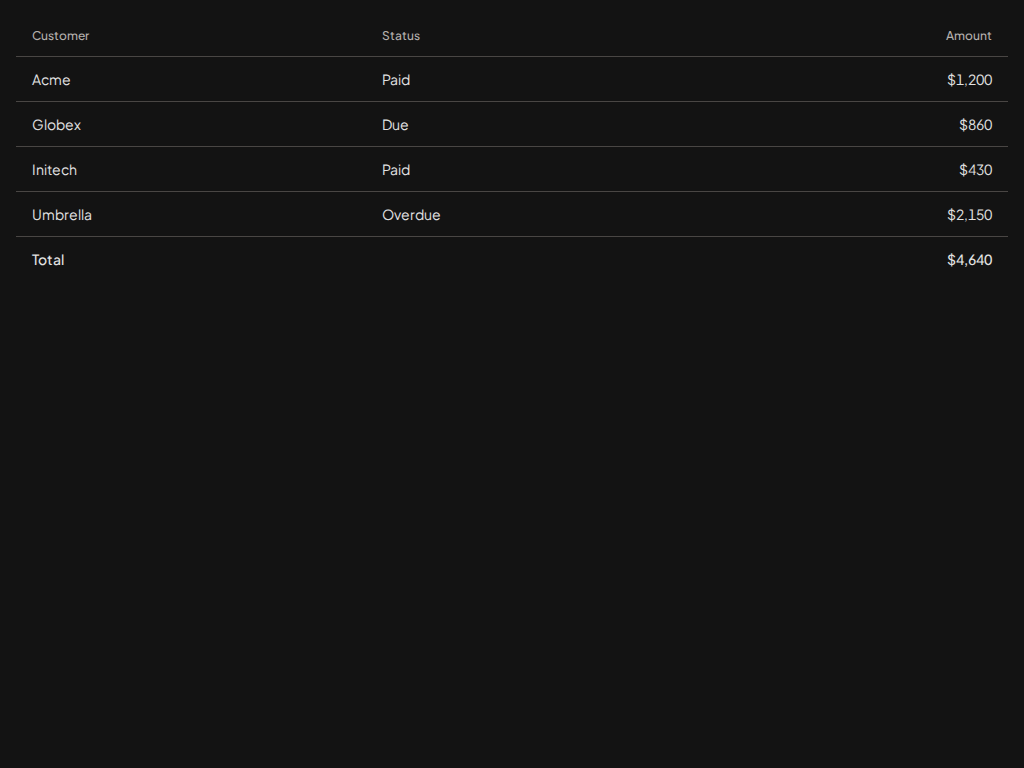 Customer Status Amount
Acme Paid $1,200
Globex Due $860
Initech Paid $430
Umbrella Overdue $2,150
Total $4,640